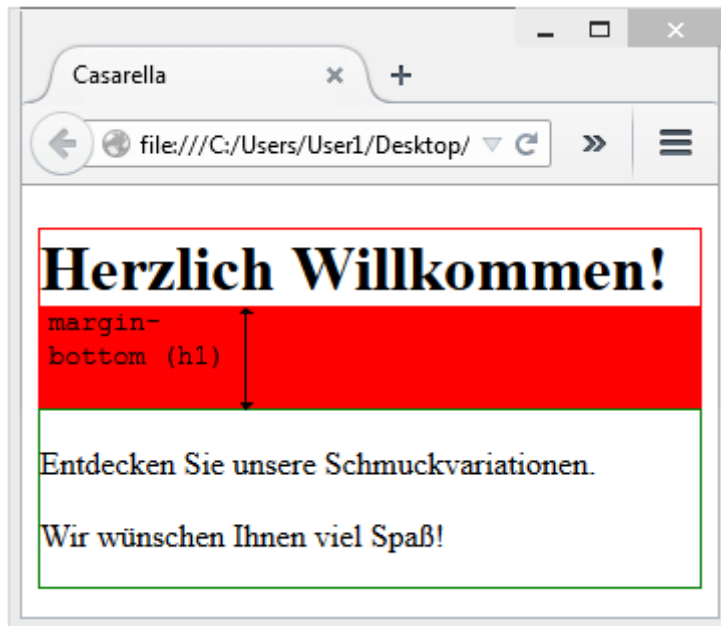 Casarella
file:///C:/Users/User1/Desktop/
Herzlich Willkommen!
margin-
bottom (h1)
Entdecken Sie unsere Schmuckvariationen.
Wir wünschen Ihnen viel Spaß!